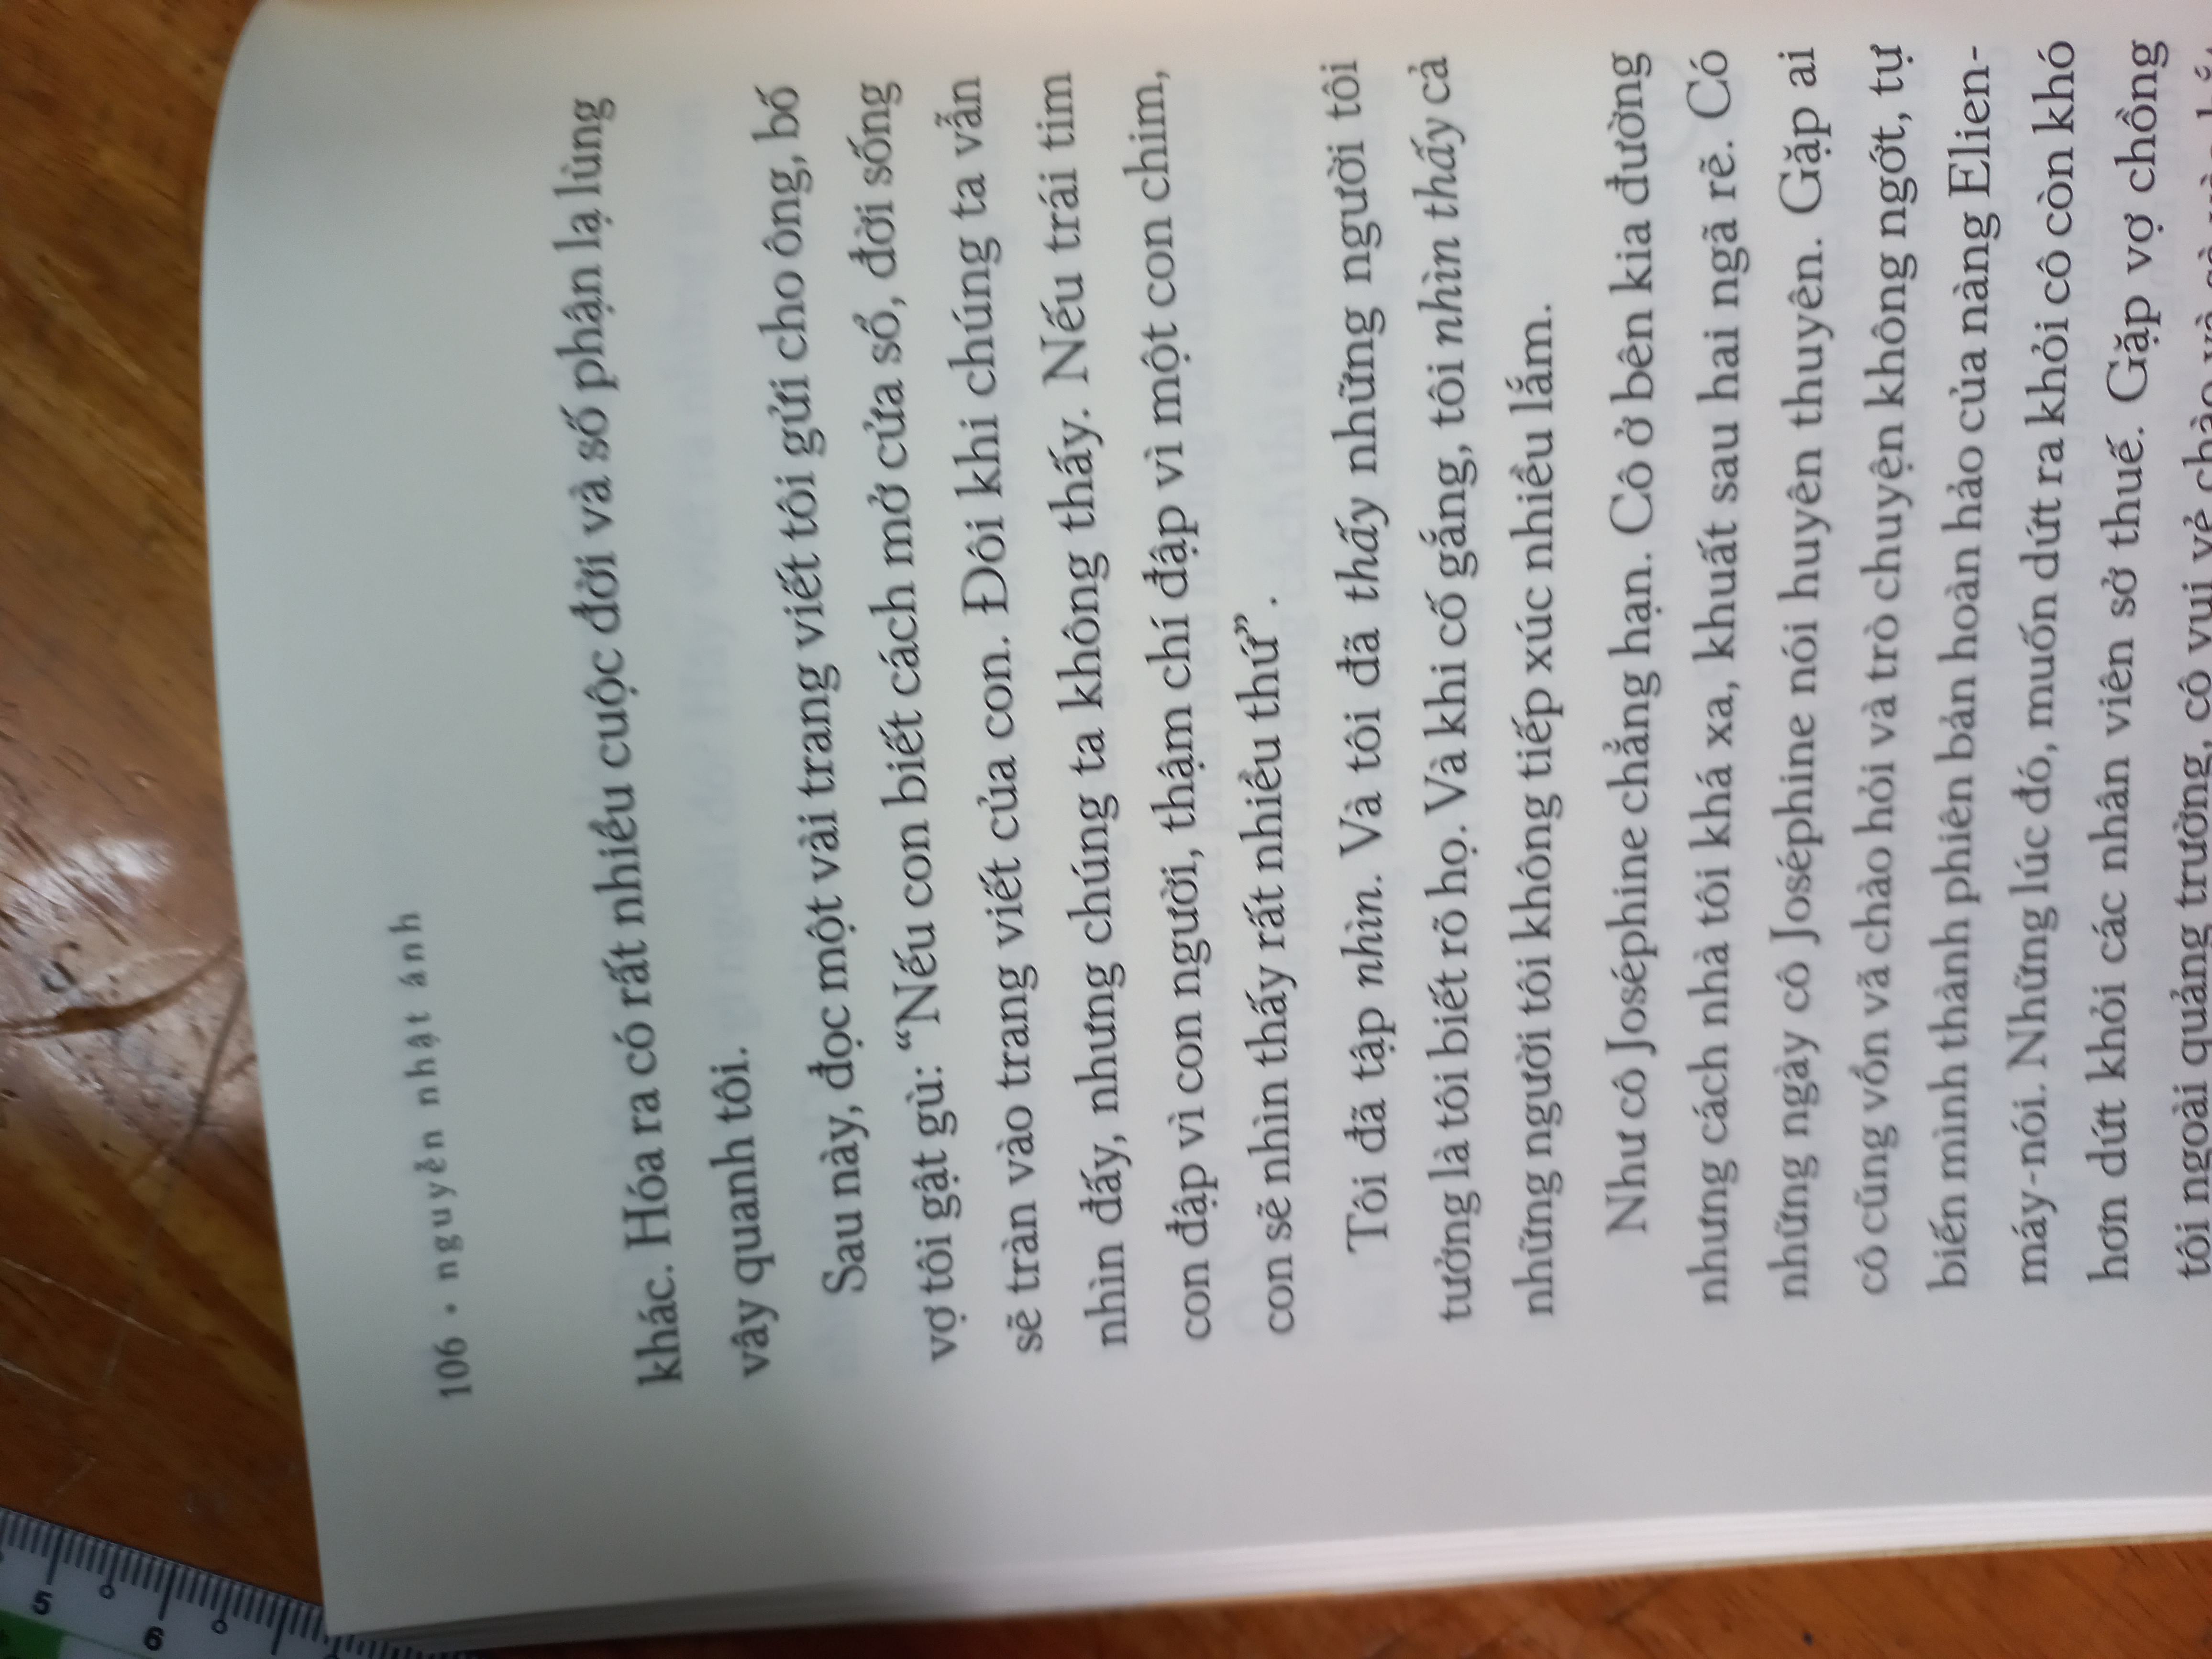 5
6
106 • nguyễn nhật ánh
khác. Hóa ra có rất nhiều cuộc đời và số phận lạ lùng
vây quanh tôi.
Sau này, đọc một vài trang viết tôi gửi cho ông, bố
vợ tôi gật gù: “Nếu con biết cách mở cửa sổ, đời sống
sẽ tràn vào trang viết của con. Đôi khi chúng ta vẫn
nhìn đấy, nhưng chúng ta không thấy. Nếu trái tim
con đập vì con người, thậm chí đập vì một con chim,
con sẽ nhìn thấy rất nhiều thứ”.
Tôi đã tập nhìn. Và tôi đã thấy những người tôi
tưởng là tôi biết rõ họ. Và khi cố gắng, tôi nhìn thấy cả
những người tôi không tiếp xúc nhiều lắm.
Như cô Joséphine chẳng hạn. Cô ở bên kia đường
nhưng cách nhà tôi khá xa, khuất sau hai ngã rẽ. Có
những ngày cô Joséphine nói huyên thuyên. Gặp ai
cô cũng vồn vã chào hỏi và trò chuyện không ngớt, tự
biến mình thành phiên bản hoàn hảo của nàng Elien-
máy-nói. Những lúc đó, muốn dứt ra khỏi cô còn khó
hơn dứt khỏi các nhân viên sở thuế. Gặp vợ chồng
tôi ngoài quảng trường, cô vui vẻ chào và